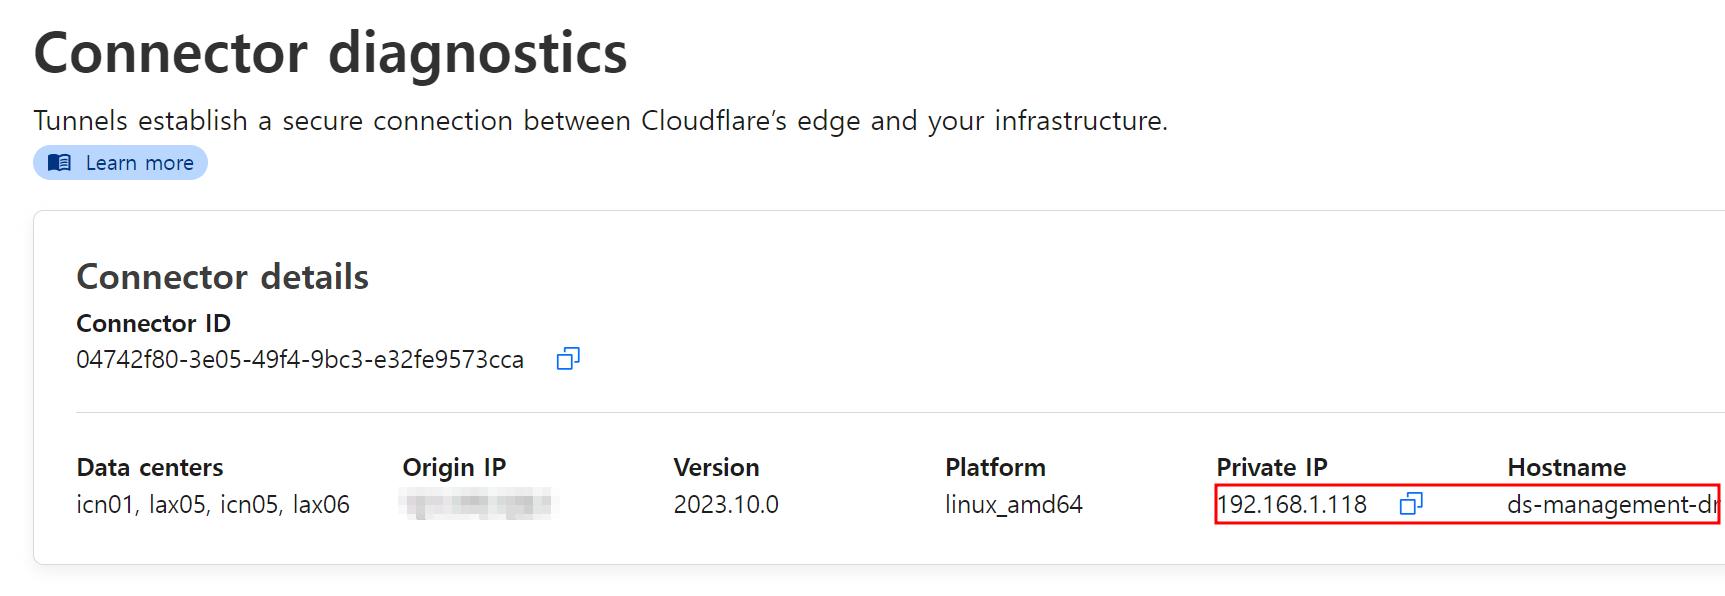 Connector diagnostics
Tunnels establish a secure connection between Cloudflare’s edge and your infrastructure.
Learn more
Connector details
Connector ID
04742f80-3e05-49f4-9bc3-e32fe9573cca
Data centers Origin IP Version Platform Private IP Hostname
icn01, lax05, icn05, lax06 2023.10.0 linux_amd64 192.168.1.118 ds-management-dr